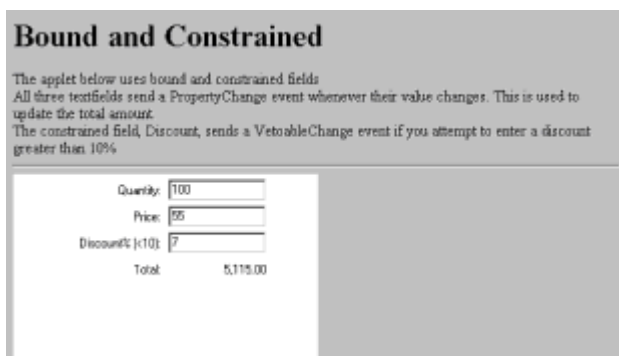 Bound and Constrained
The applet below uses bound and constrained fields
All three textfields send a PropertyChange event whenever their value changes. This is used to
update the total amount
The constrained field, Discount, sends a VetoableChange event if you attempt to enter a discount
greater than 10%
Quantity: 100
Price: 55
Discount% (<10): 7
Total: 5,115.00